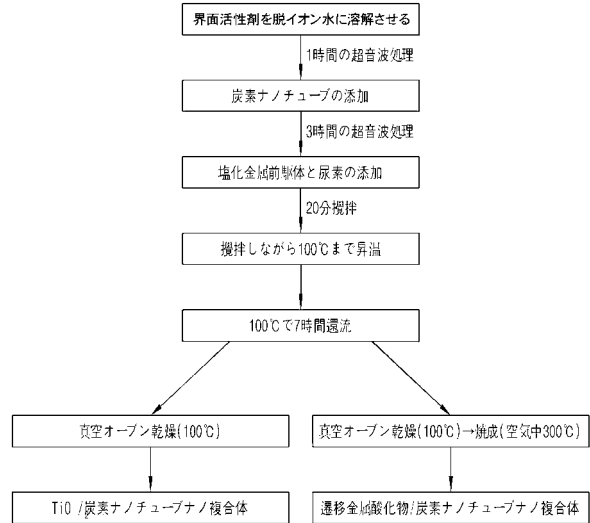 界面活性剤を脱イオン水に溶解させる
1時間の超音波処理
炭素ナノチューブの添加
3時間の超音波処理
塩化金属前駆体と尿素の添加
20分攪拌
攪拌しながら100℃まで昇温
100℃で7時間還流
真空オーブン乾燥(100℃)
真空オーブン乾燥(100℃)→焼成(空気中300℃)
TiO2/炭素ナノチューブナノ複合体
遷移金属酸化物/炭素ナノチューブナノ複合体